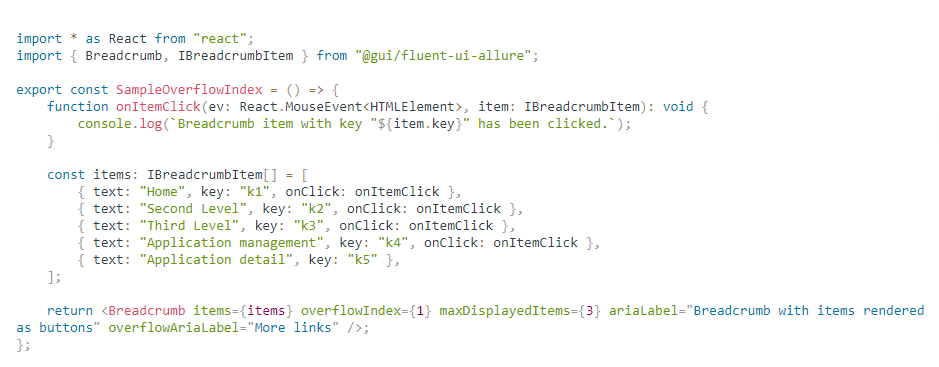 import * as React from "react";
import { Breadcrumb, IBreadcrumbItem } from "@gui/fluent-ui-allure";

export const SampleOverflowIndex = () => {
    function onItemClick(ev: React.MouseEvent<HTMLElement>, item: IBreadcrumbItem): void {
        console.log(`Breadcrumb item with key "${item.key}" has been clicked.`);
    }

    const items: IBreadcrumbItem[] = [
        { text: "Home", key: "k1", onClick: onItemClick },
        { text: "Second Level", key: "k2", onClick: onItemClick },
        { text: "Third Level", key: "k3", onClick: onItemClick },
        { text: "Application management", key: "k4", onClick: onItemClick },
        { text: "Application detail", key: "k5" },
    ];

    return <Breadcrumb items={items} overflowIndex={1} maxDisplayedItems={3} ariaLabel="Breadcrumb with items rendered
as buttons" overflowAriaLabel="More links" />;
};